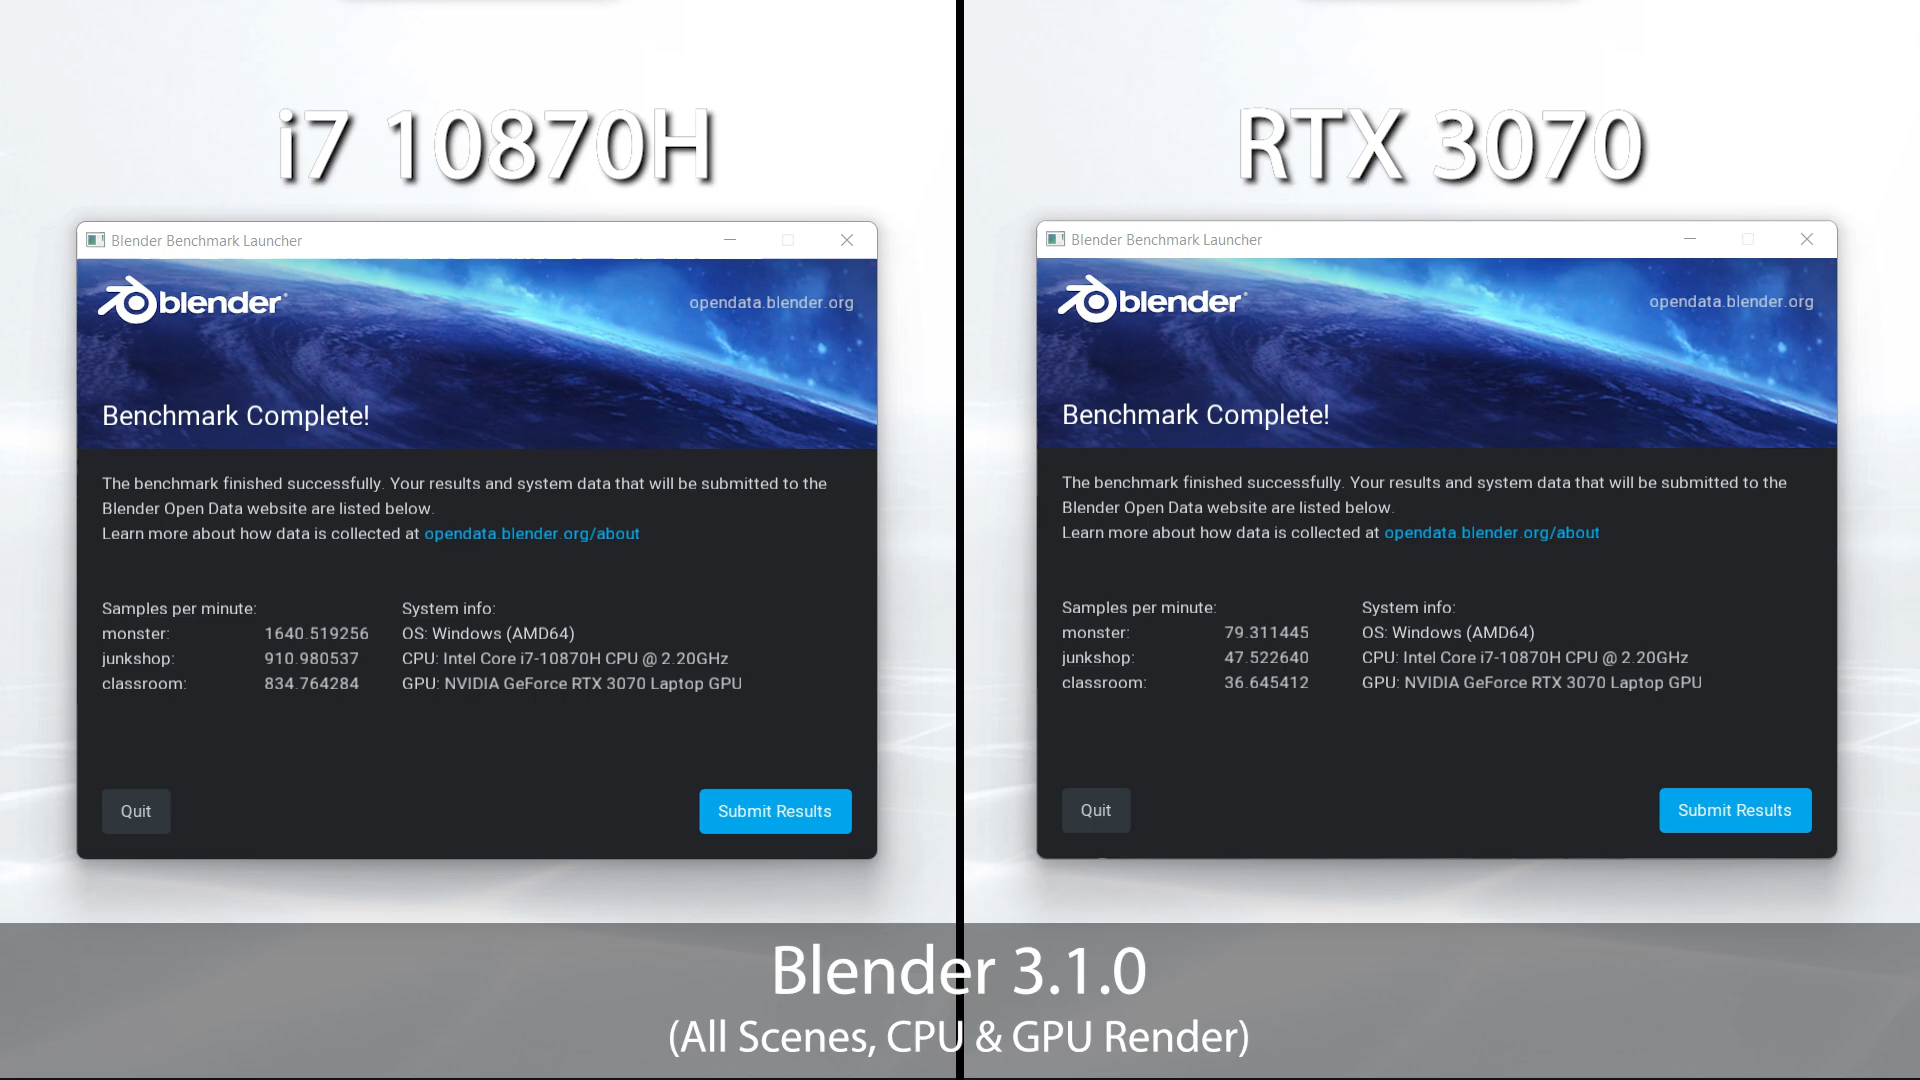 i7 10870H
Blender Benchmark Launcher
blender
opendata.blender.org
Benchmark Complete!
The benchmark finished successfully. Your results and system data that will be submitted to the
Blender Open Data website are listed below.
Learn more about how data is collected at opendata.blender.org/about
Samples per minute:
monster: 1640.519256
junkshop: 910.980537
classroom: 834.764284
System info:
OS: Windows (AMD64)
CPU: Intel Core i7-10870H CPU @ 2.20GHz
GPU: NVIDIA GeForce RTX 3070 Laptop GPU
Quit
Submit Results
RTX 3070
Blender Benchmark Launcher
blender
opendata.blender.org
Benchmark Complete!
The benchmark finished successfully. Your results and system data that will be submitted to the
Blender Open Data website are listed below.
Learn more about how data is collected at opendata.blender.org/about
Samples per minute:
monster: 79.311445
junkshop: 47.522640
classroom: 36.645412
System info:
OS: Windows (AMD64)
CPU: Intel Core i7-10870H CPU @ 2.20GHz
GPU: NVIDIA GeForce RTX 3070 Laptop GPU
Quit
Submit Results
Blender 3.1.0
(All Scenes, CPU & GPU Render)